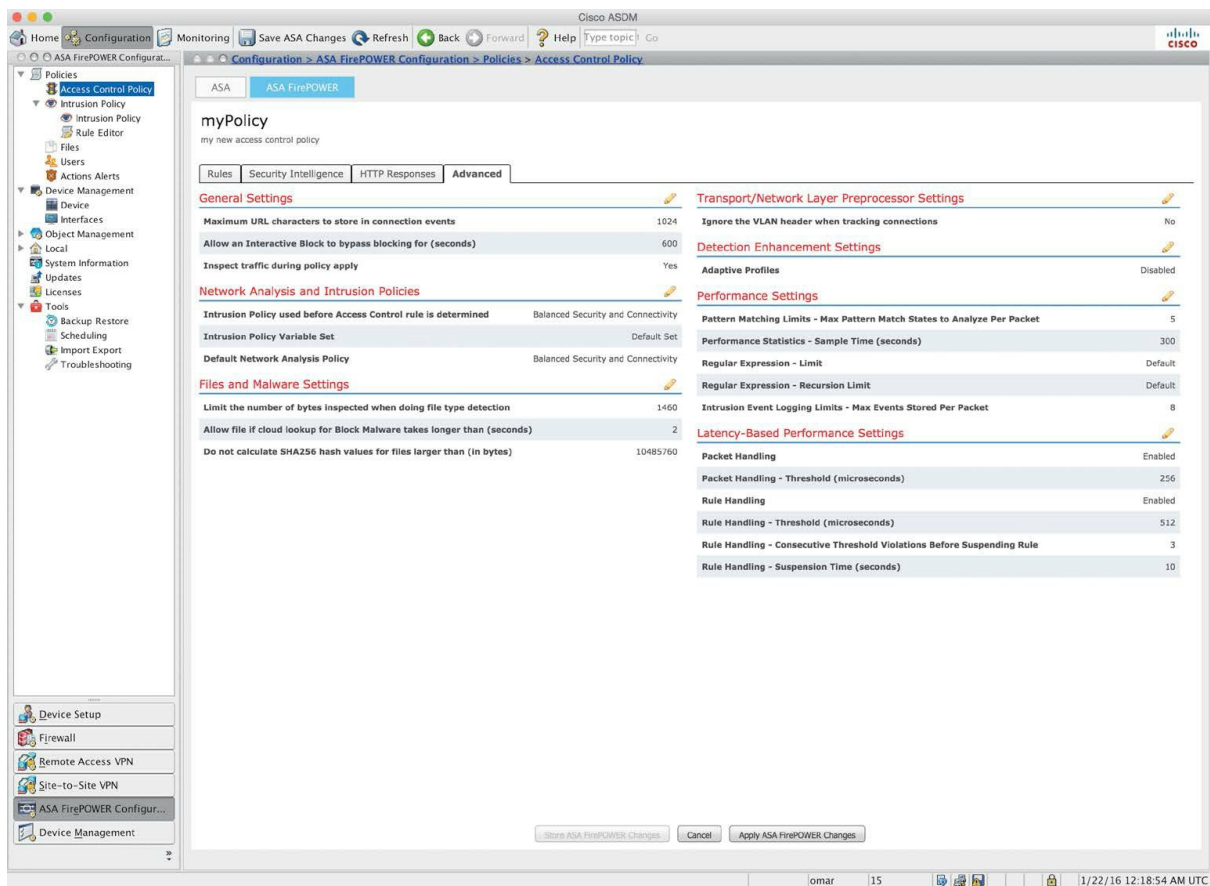 Cisco ASDM
Home Configuration Monitoring Save ASA Changes Refresh Back Forward Help Type topic Go
CISCO
ASA FirePOWER Configurat...
Policies
Access Control Policy
Intrusion Policy
Intrusion Policy
Rule Editor
Files
Users
Actions Alerts
Device Management
Device
Interfaces
Object Management
Local
System Information
Updates
Licenses
Tools
Backup Restore
Scheduling
Import Export
Troubleshooting
Device Setup
Firewall
Remote Access VPN
Site-to-Site VPN
ASA FirePOWER Configur...
Device Management
»
Configuration > ASA FirePOWER Configuration > Policies > Access Control Policy
ASA ASA FirePOWER
myPolicy
my new access control policy
Rules Security Intelligence HTTP Responses Advanced
General Settings
Maximum URL characters to store in connection events 1024
Allow an Interactive Block to bypass blocking for (seconds) 600
Inspect traffic during policy apply Yes
Network Analysis and Intrusion Policies
Intrusion Policy used before Access Control rule is determined Balanced Security and Connectivity
Intrusion Policy Variable Set Default Set
Default Network Analysis Policy Balanced Security and Connectivity
Files and Malware Settings
Limit the number of bytes inspected when doing file type detection 1460
Allow file if cloud lookup for Block Malware takes longer than (seconds) 2
Do not calculate SHA256 hash values for files larger than (in bytes) 10485760
Transport/Network Layer Preprocessor Settings
Ignore the VLAN header when tracking connections No
Detection Enhancement Settings
Adaptive Profiles Disabled
Performance Settings
Pattern Matching Limits - Max Pattern Match States to Analyze Per Packet 5
Performance Statistics - Sample Time (seconds) 300
Regular Expression - Limit Default
Regular Expression - Recursion Limit Default
Intrusion Event Logging Limits - Max Events Stored Per Packet 8
Latency-Based Performance Settings
Packet Handling Enabled
Packet Handling - Threshold (microseconds) 256
Rule Handling Enabled
Rule Handling - Threshold (microseconds) 512
Rule Handling - Consecutive Threshold Violations Before Suspending Rule 3
Rule Handling - Suspension Time (seconds) 10
Store ASA FirePOWER Changes Cancel Apply ASA FirePOWER Changes
omar 15 1/22/16 12:18:54 AM UTC